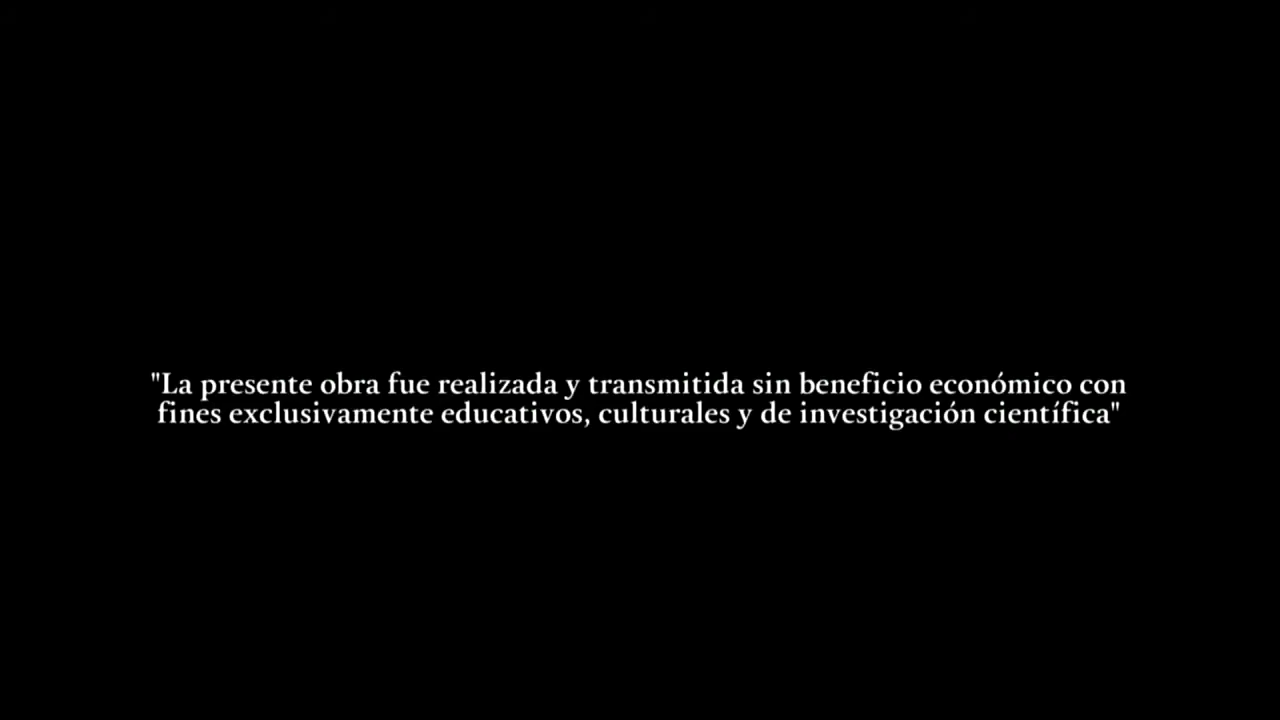 "La presente obra fue realizada y transmitida sin beneficio económico con
fines exclusivamente educativos, culturales y de investigación científica"